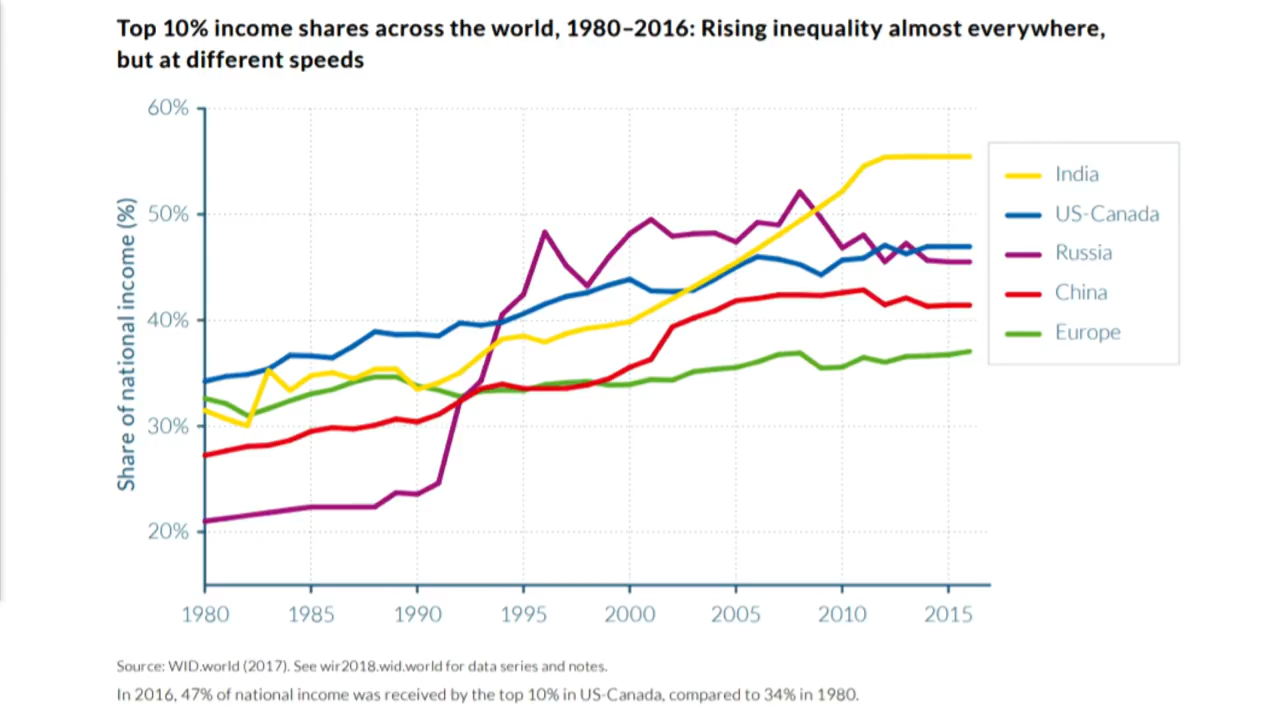 Top 10% income shares across the world, 1980–2016: Rising inequality almost everywhere,
but at different speeds
Share of national income (%)
60%
50%
40%
30%
20%
1980 1985 1990 1995 2000 2005 2010 2015
India
US-Canada
Russia
China
Europe
Source: WID.world (2017). See wir2018.wid.world for data series and notes.
In 2016, 47% of national income was received by the top 10% in US-Canada, compared to 34% in 1980.